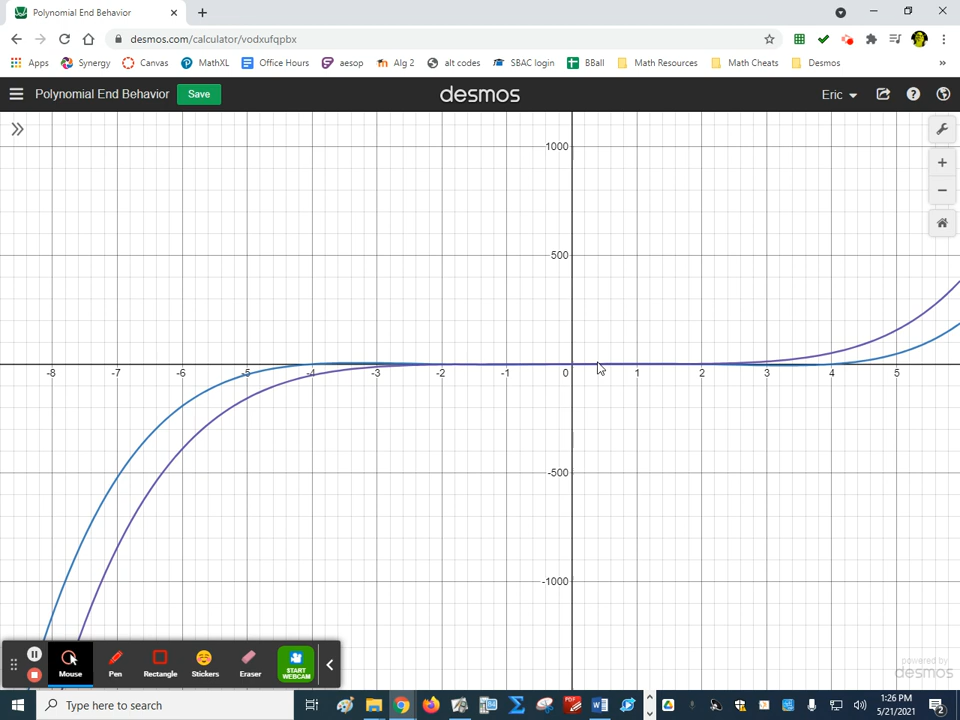 Polynomial End Behavior
desmos.com/calculator/vodxufqpbx
Apps Synergy Canvas MathXL Office Hours aesop Alg 2 alt codes SBAC login BBall Math Resources Math Cheats Desmos
Polynomial End Behavior Save desmos Eric
1000
500
-8 -7 -6 -5 -4 -3 -2 -1 0 1 2 3 4 5
-500
-1000
Mouse Pen Rectangle Stickers Eraser START
WEBCAM
powered by
desmos
Type here to search
1:26 PM
5/21/2021
2